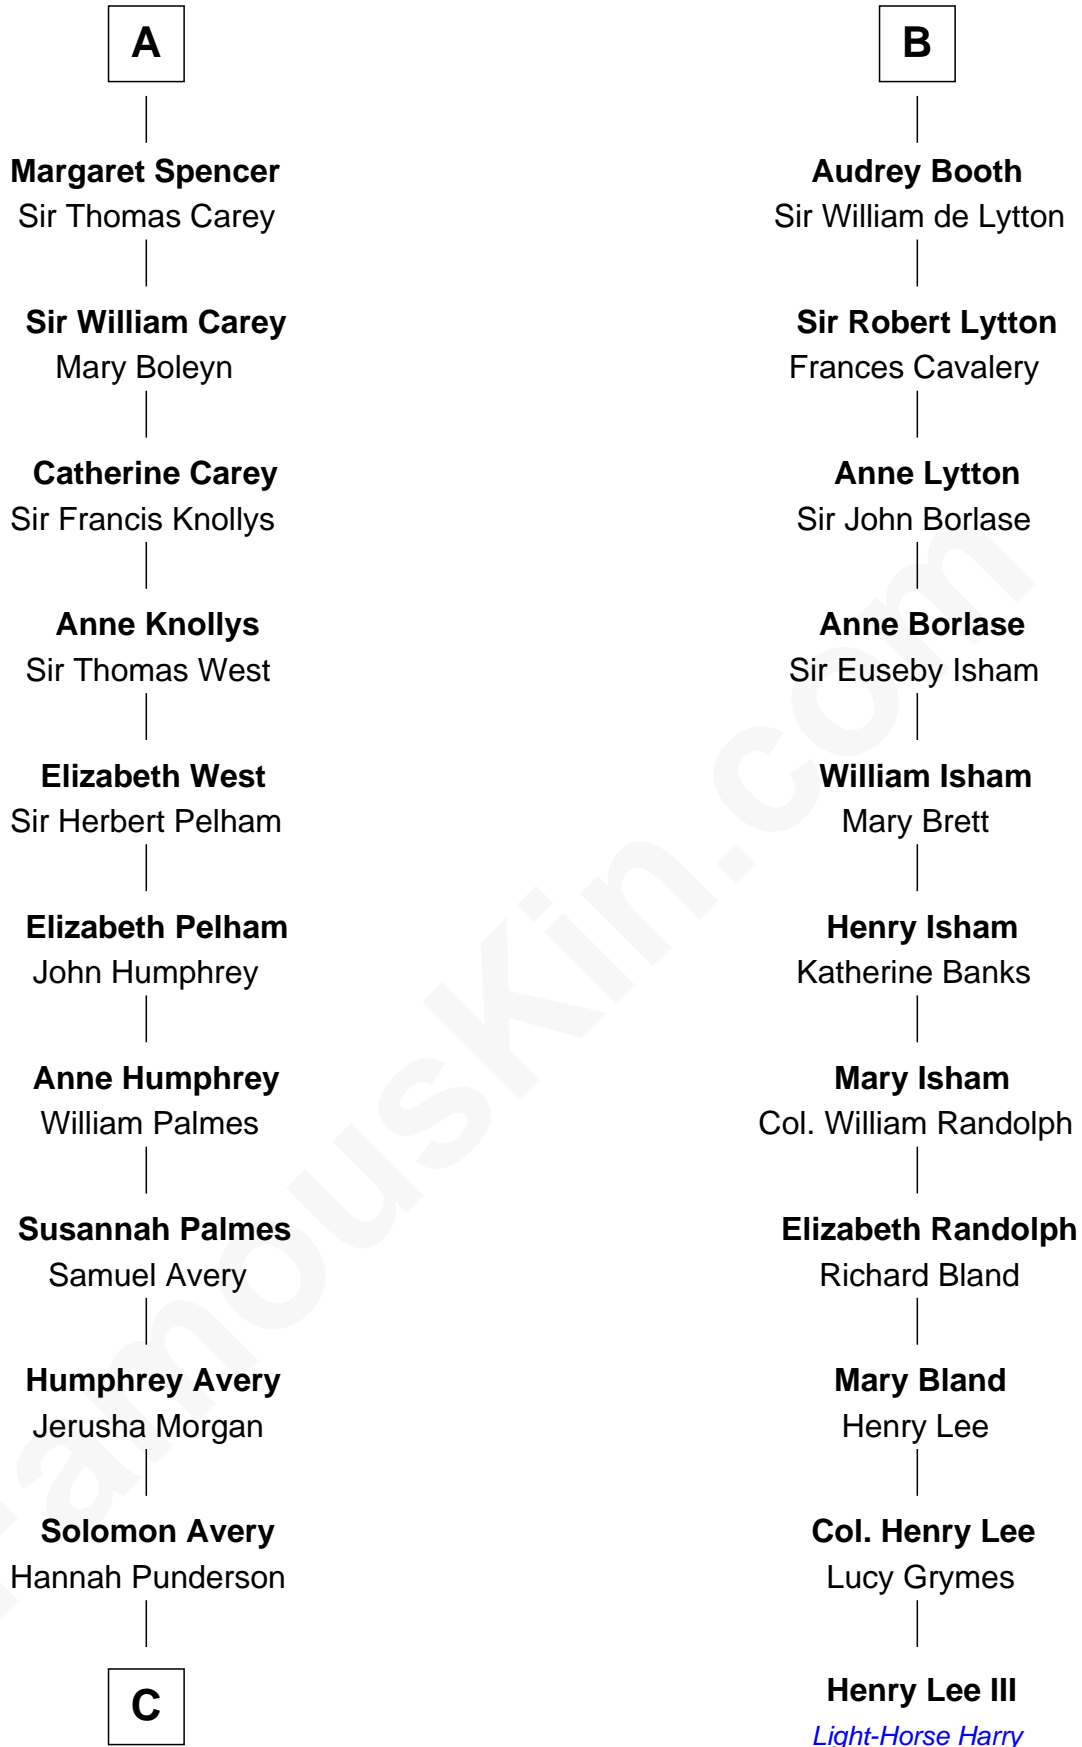 A
Margaret Spencer
Sir Thomas Carey
Sir William Carey
Mary Boleyn
Catherine Carey
Sir Francis Knollys
Anne Knollys
Sir Thomas West
Elizabeth West
Sir Herbert Pelham
Elizabeth Pelham
John Humphrey
Anne Humphrey
William Palmes
Susannah Palmes
Samuel Avery
Humphrey Avery
Jerusha Morgan
Solomon Avery
Hannah Punderson
C
B
Audrey Booth
Sir William de Lytton
Sir Robert Lytton
Frances Cavalery
Anne Lytton
Sir John Borlase
Anne Borlase
Sir Euseby Isham
William Isham
Mary Brett
Henry Isham
Katherine Banks
Mary Isham
Col. William Randolph
Elizabeth Randolph
Richard Bland
Mary Bland
Henry Lee
Col. Henry Lee
Lucy Grymes
Henry Lee III
Light-Horse Harry
FamousKin.com